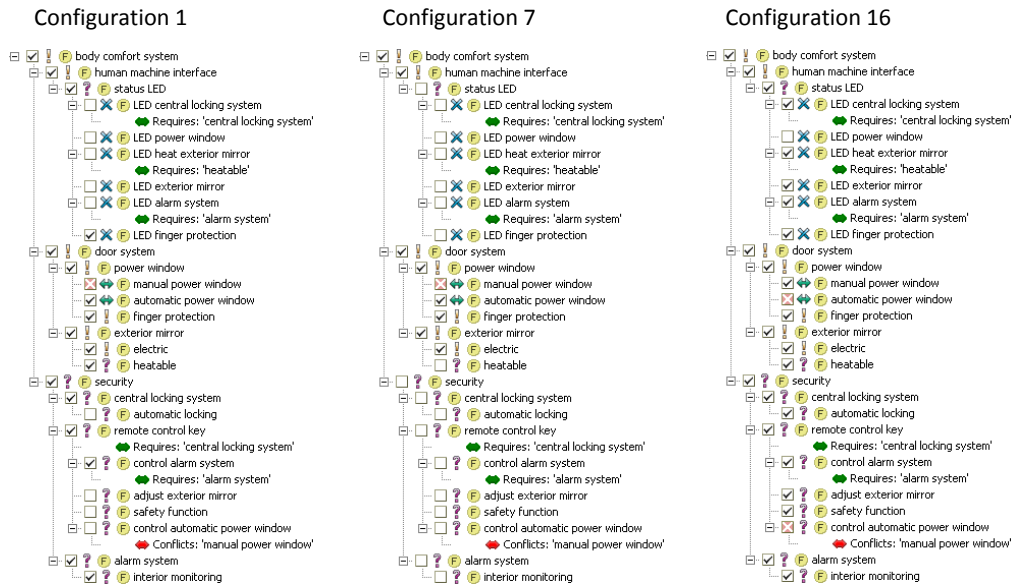 Configuration 1
body comfort system
human machine interface
status LED
LED central locking system
Requires: 'central locking system'
LED power window
LED heat exterior mirror
Requires: 'heatable'
LED exterior mirror
LED alarm system
Requires: 'alarm system'
LED finger protection
door system
power window
manual power window
automatic power window
finger protection
exterior mirror
electric
heatable
security
central locking system
automatic locking
remote control key
Requires: 'central locking system'
control alarm system
Requires: 'alarm system'
adjust exterior mirror
safety function
control automatic power window
Conflicts: 'manual power window'
alarm system
interior monitoring
Configuration 7
body comfort system
human machine interface
status LED
LED central locking system
Requires: 'central locking system'
LED power window
LED heat exterior mirror
Requires: 'heatable'
LED exterior mirror
LED alarm system
Requires: 'alarm system'
LED finger protection
door system
power window
manual power window
automatic power window
finger protection
exterior mirror
electric
heatable
security
central locking system
automatic locking
remote control key
Requires: 'central locking system'
control alarm system
Requires: 'alarm system'
adjust exterior mirror
safety function
control automatic power window
Conflicts: 'manual power window'
alarm system
interior monitoring
Configuration 16
body comfort system
human machine interface
status LED
LED central locking system
Requires: 'central locking system'
LED power window
LED heat exterior mirror
Requires: 'heatable'
LED exterior mirror
LED alarm system
Requires: 'alarm system'
LED finger protection
door system
power window
manual power window
automatic power window
finger protection
exterior mirror
electric
heatable
security
central locking system
automatic locking
remote control key
Requires: 'central locking system'
control alarm system
Requires: 'alarm system'
adjust exterior mirror
safety function
control automatic power window
Conflicts: 'manual power window'
alarm system
interior monitoring